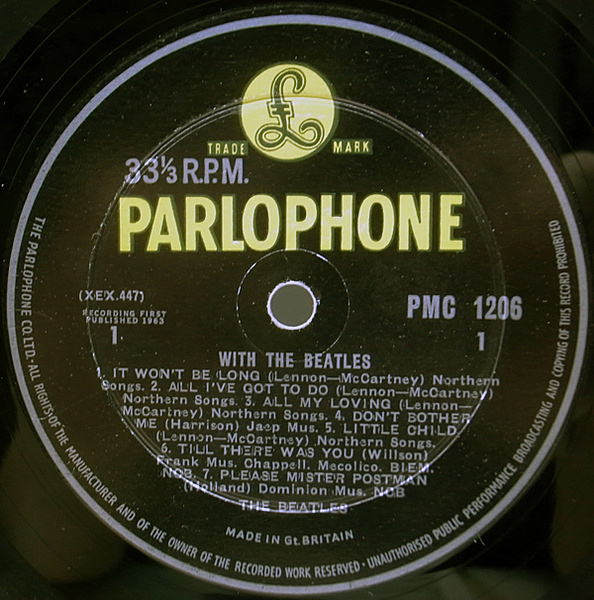 £
TRADE MARK
33⅓ R.P.M.
PARLOPHONE
(XEX.447)
RECORDING FIRST
PUBLISHED 1963
1
PMC 1206
1
WITH THE BEATLES
1. IT WON'T BE LONG (Lennon—McCartney) Northern
Songs. 2. ALL I'VE GOT TO DO (Lennon—McCartney)
Northern Songs. 3. ALL MY LOVING (Lennon—
McCartney) Northern Songs. 4. DON'T BOTHER
ME (Harrison) Jaep Mus. 5. LITTLE CHILD
(Lennon—McCartney) Northern Songs.
6. TILL THERE WAS YOU (Willson)
Frank Mus. Chappell. Mecolico. BIEM.
NCB. 7. PLEASE MISTER POSTMAN
(Holland) Dominion Mus. NCB
THE BEATLES
MADE IN Gt. BRITAIN
THE PARLOPHONE CO. LTD · ALL RIGHTS OF THE MANUFACTURER AND OF THE OWNER OF THE RECORDED WORK RESERVED · UNAUTHORISED PUBLIC PERFORMANCE BROADCASTING AND COPYING OF THIS RECORD PROHIBITED